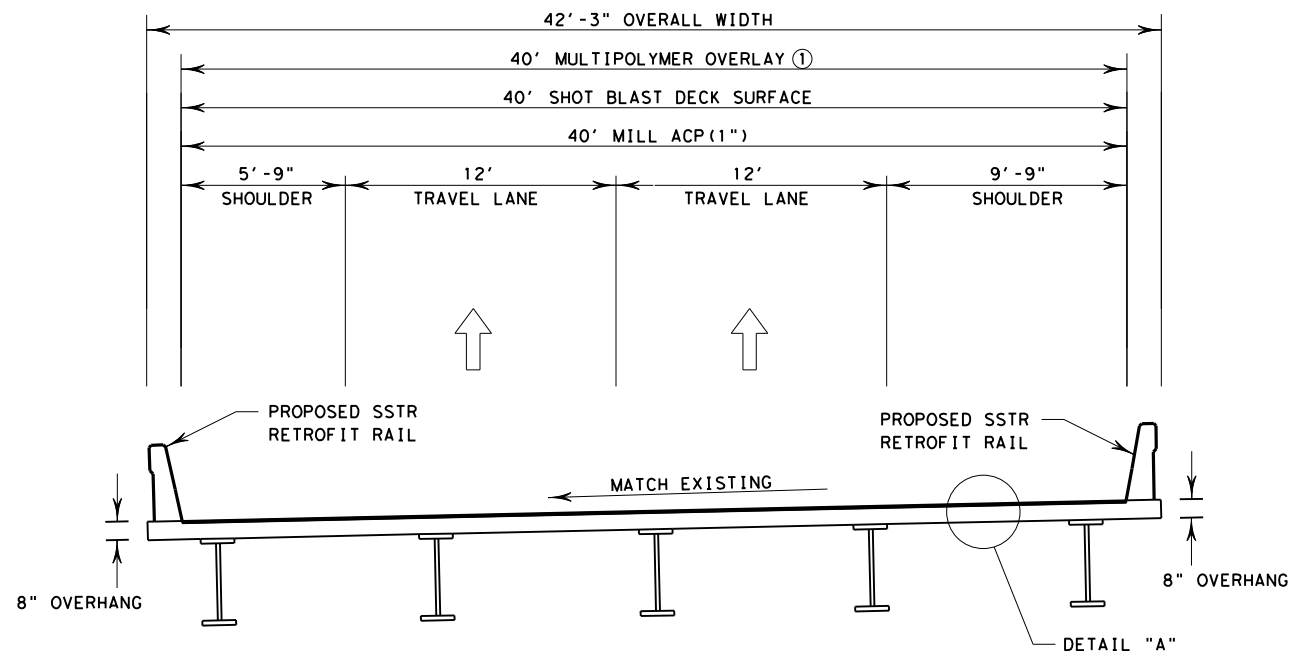 42'-3" OVERALL WIDTH
40' MULTIPOLYMER OVERLAY ①
40' SHOT BLAST DECK SURFACE
40' MILL ACP(1")
5'-9"
SHOULDER
12'
TRAVEL LANE
12'
TRAVEL LANE
9'-9"
SHOULDER
PROPOSED SSTR
RETROFIT RAIL
PROPOSED SSTR
RETROFIT RAIL
MATCH EXISTING
8" OVERHANG
8" OVERHANG
DETAIL "A"